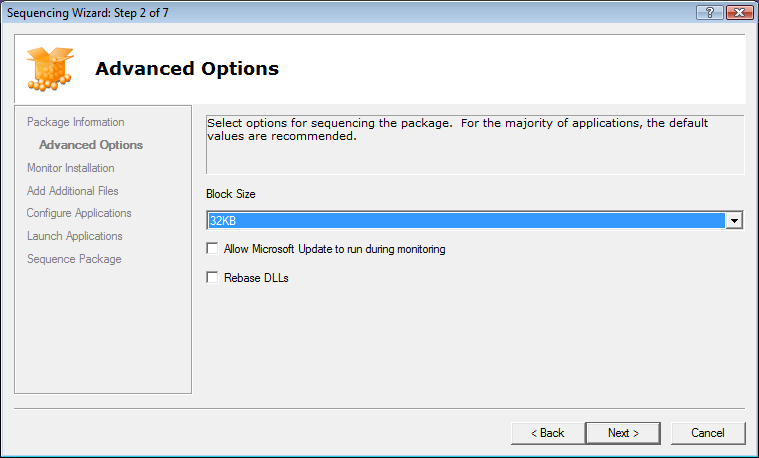 Sequencing Wizard: Step 2 of 7
Advanced Options
Package Information
Advanced Options
Monitor Installation
Add Additional Files
Configure Applications
Launch Applications
Sequence Package
Select options for sequencing the package.  For the majority of applications, the default
values are recommended.
Block Size
32KB
Allow Microsoft Update to run during monitoring
Rebase DLLs
< Back
Next >
Cancel